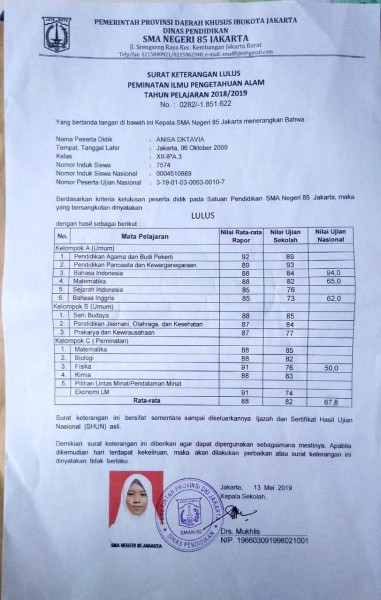 PEMERINTAH PROVINSI DAERAH KHUSUS IBUKOTA JAKARTA
DINAS PENDIDIKAN
SMA NEGERI 85 JAKARTA
Jl. Srengseng Raya Kec. Kembangan Jakarta Barat
SURAT KETERANGAN LULUS
PEMINATAN ILMU PENGETAHUAN ALAM
TAHUN PELAJARAN 2018/2019
No. : 0282/-1.851.622
Yang bertanda tangan di bawah ini Kepala SMA Negeri 85 Jakarta menerangkan Bahwa :
Nama Peserta Didik : ANISA OKTAVIA
Tempat, Tanggal Lahir : Jakarta, 06 Oktober 2000
Kelas : XII-IPA.3
Nomor Induk Siswa : 7574
Nomor Induk Siswa Nasional : 0004510689
Nomor Peserta Ujian Nasional : 3-19-01-03-0063-0010-7
Berdasarkan kriteria kelulusan peserta didik pada Satuan Pendidikan SMA Negeri 85 Jakarta, maka
yang bersangkutan dinyatakan :
LULUS
dengan hasil sebagai berikut :
No. Mata Pelajaran Nilai Rata-rata Rapor Nilai Ujian Sekolah Nilai Ujian Nasional
Kelompok A (Umum)
1. Pendidikan Agama dan Budi Pekerti 92 89
2. Pendidikan Pancasila dan Kewarganegaraan 89 93
3. Bahasa Indonesia 88 84 94,0
4. Matematika 88 82 65,0
5. Sejarah Indonesia 85 76
6. Bahasa Inggris 85 73 62,0
Kelompok B (Umum)
1. Seni Budaya 88 85
2. Pendidikan Jasmani, Olahraga, dan Kesehatan 87 84
3. Prakarya dan Kewirausahaan 87 77
Kelompok C (Peminatan)
1. Matematika 88 85
2. Biologi 88 82
3. Fisika 91 76 50,0
4. Kimia 88 83
5. Pilihan Lintas Minat/Pendalaman Minat
Ekonomi LM 91 74
Rata-rata 88 82 67,8
Surat keterangan ini bersifat sementara sampai dikeluarkannya Ijazah dan Sertifikat Hasil Ujian
Nasional (SHUN) asli.
Demikian surat keterangan ini diberikan agar dapat dipergunakan sebagaimana mestinya. Apabila
dikemudian hari terdapat kekeliruan, maka akan dilakukan perbaikan atau surat keterangan ini
dinyatakan tidak berlaku.
Jakarta, 13 Mei 2019
Kepala Sekolah,
PEMERINTAH PROVINSI DKI JAKARTA
SMAN 85
DINAS PENDIDIKAN
SMA NEGERI 85 JAKARTA
Drs. Mukhlis
NIP. 196603091998021001